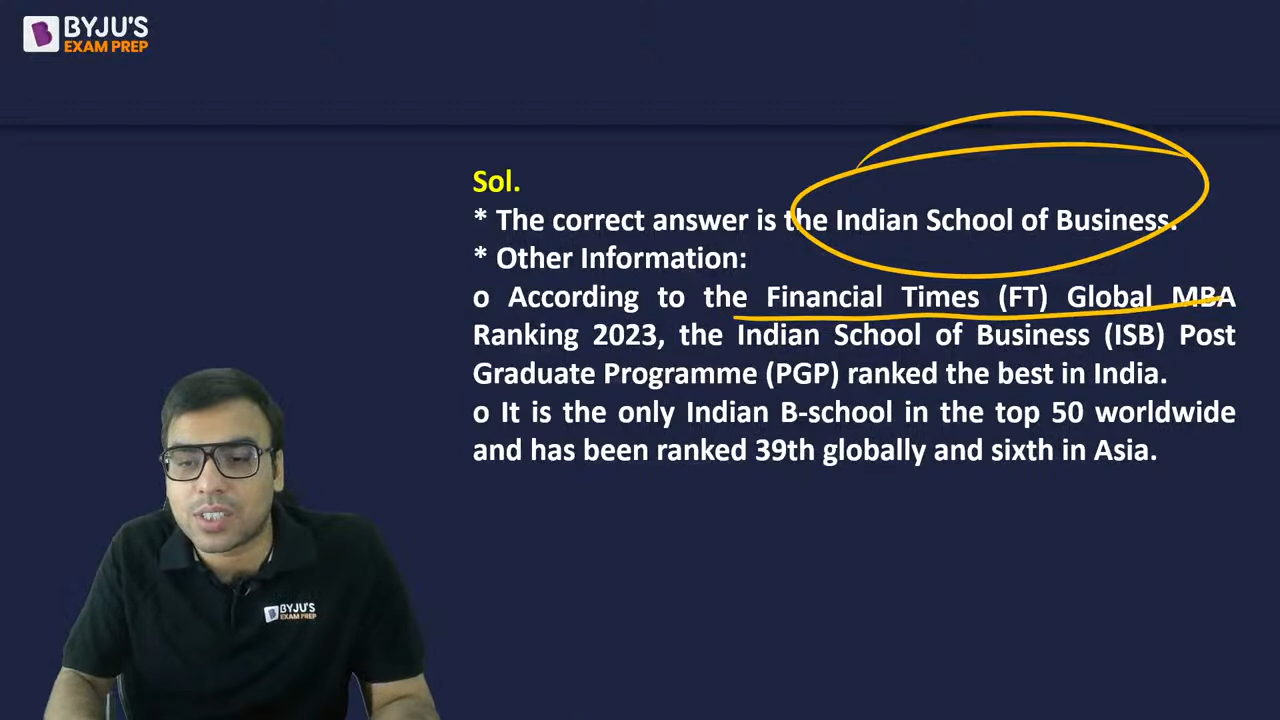 BYJU'S
EXAM PREP
Sol.
* The correct answer is the Indian School of Business.
* Other Information:
o According to the Financial Times (FT) Global MBA
Ranking 2023, the Indian School of Business (ISB) Post
Graduate Programme (PGP) ranked the best in India.
o It is the only Indian B-school in the top 50 worldwide
and has been ranked 39th globally and sixth in Asia.
BYJU'S
EXAM PREP